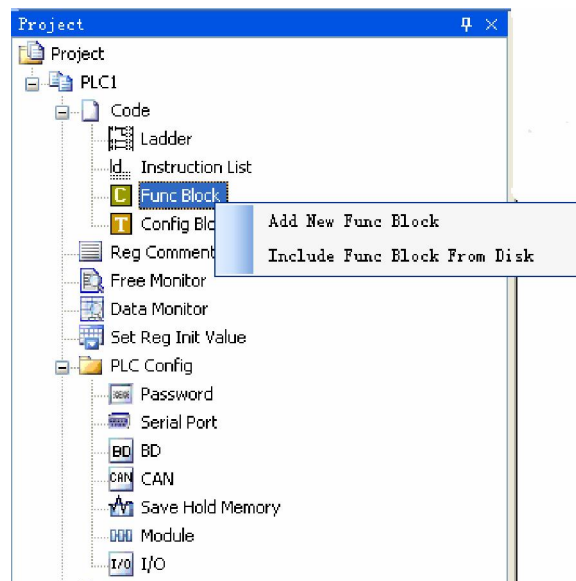 Project
Project
PLC1
Code
Ladder
Id... Instruction List
C Func Block
Add New Func Block
T Config Blo
Include Func Block From Disk
Reg Comment
Free Monitor
Data Monitor
Set Reg Init Value
PLC Config
Password
Serial Port
BD BD
CAN CAN
Save Hold Memory
Module
I/O I/O